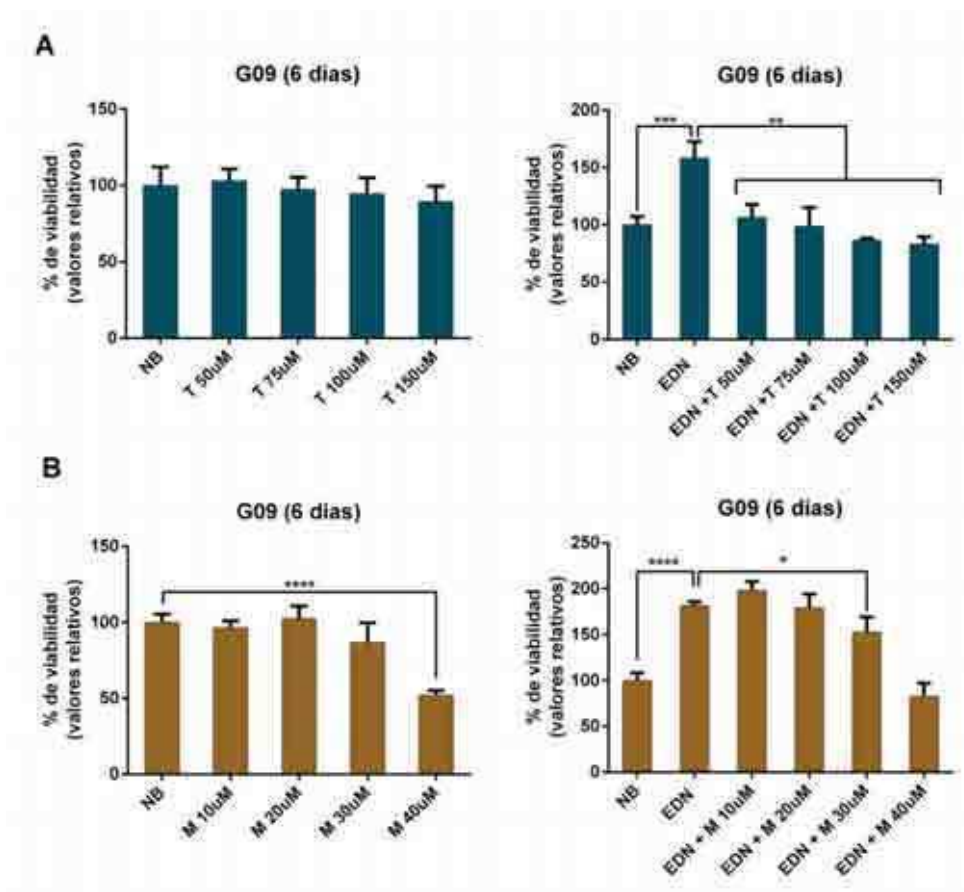 A
G09 (6 dias)
% de viabilidad
(valores relativos)
150
100
50
0
NB
T 50uM
T 75uM
T 100uM
T 150uM
G09 (6 dias)
% de viabilidad
(valores relativos)
200
150
100
50
0
***
**
NB
EDN
EDN +T 50uM
EDN +T 75uM
EDN +T 100uM
EDN +T 150uM
B
G09 (6 dias)
% de viabilidad
(valores relativos)
150
100
50
0
****
NB
M 10uM
M 20uM
M 30uM
M 40uM
G09 (6 dias)
% de viabilidad
(valores relativos)
250
200
150
100
50
0
****
*
NB
EDN
EDN + M 10uM
EDN + M 20uM
EDN + M 30uM
EDN + M 40uM